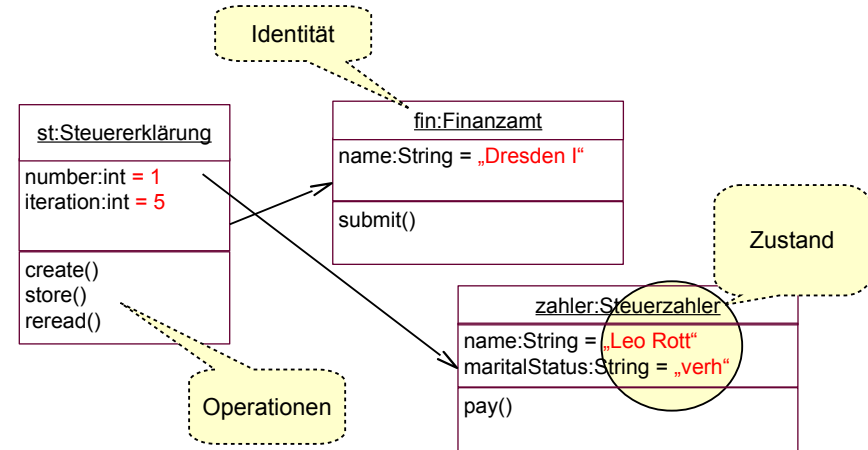 Identität
st:Steuererklärung
number:int = 1
iteration:int = 5
create()
store()
reread()
fin:Finanzamt
name:String = „Dresden I“
submit()
Zustand
zahler:Steuerzahler
name:String = „Leo Rott“
maritalStatus:String = „verh“
pay()
Operationen